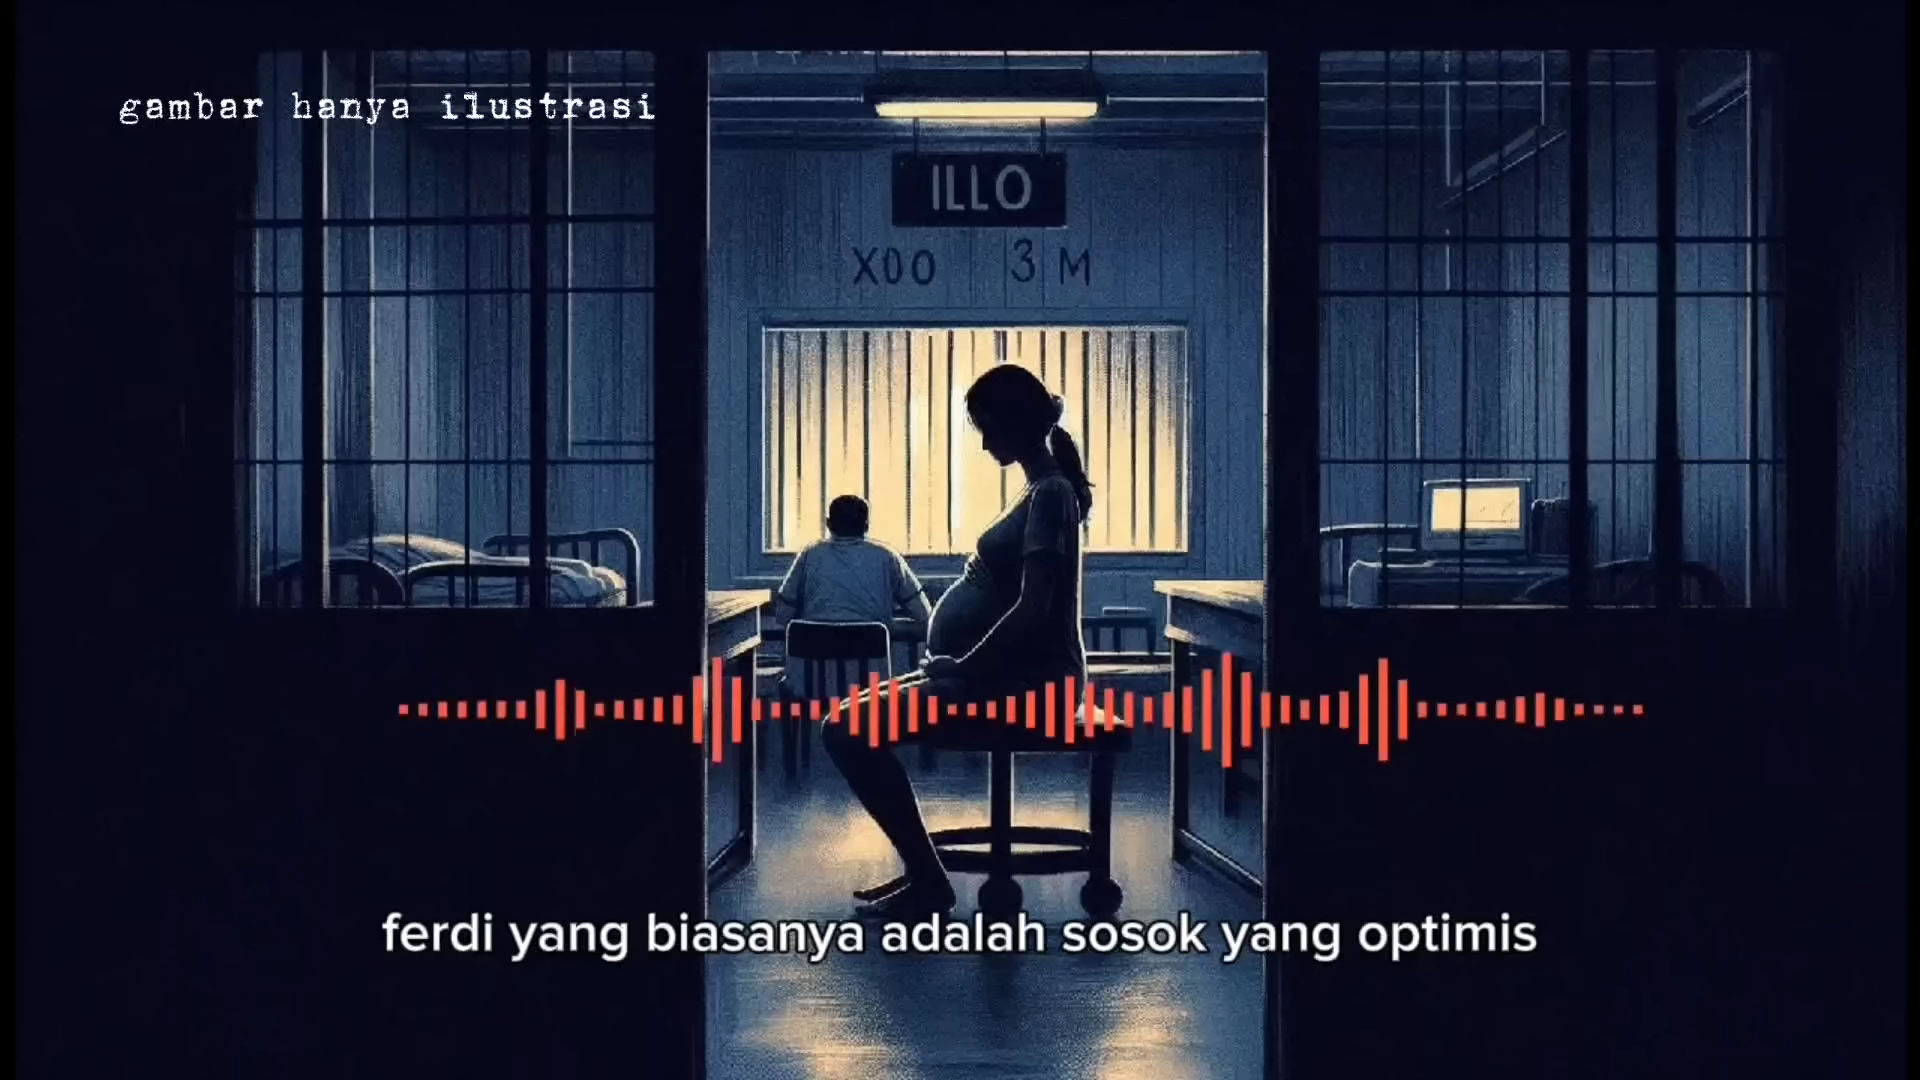 gambar hanya ilustrasi
ILLO
X00 3 M
ferdi yang biasanya adalah sosok yang optimis